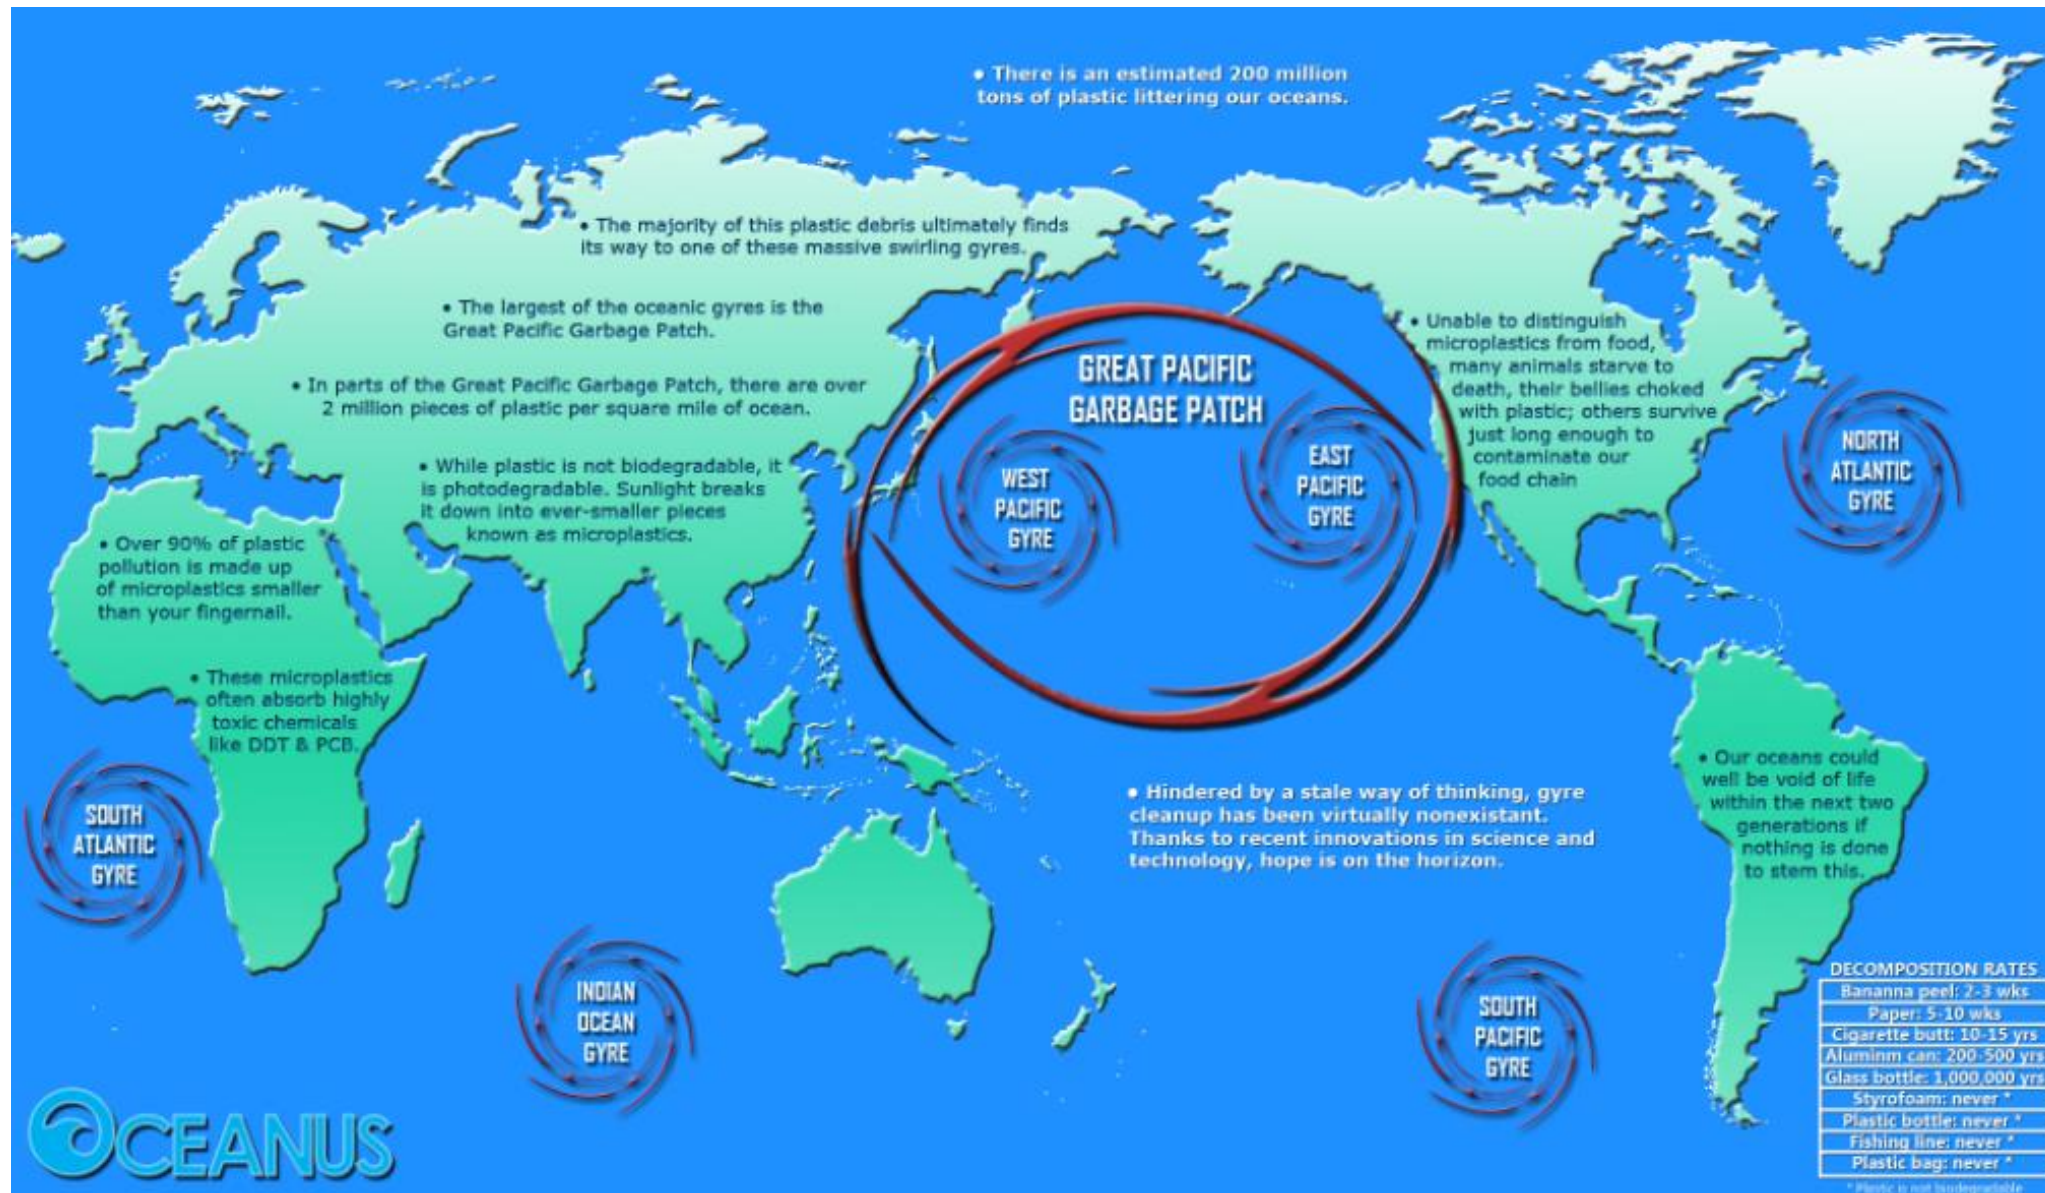 • There is an estimated 200 million
tons of plastic littering our oceans.
• The majority of this plastic debris ultimately finds
its way to one of these massive swirling gyres.
• The largest of the oceanic gyres is the
Great Pacific Garbage Patch.
• In parts of the Great Pacific Garbage Patch, there are over
2 million pieces of plastic per square mile of ocean.
• While plastic is not biodegradable, it
is photodegradable. Sunlight breaks
it down into ever-smaller pieces
known as microplastics.
• Over 90% of plastic
pollution is made up
of microplastics smaller
than your fingernail.
• These microplastics
often absorb highly
toxic chemicals
like DDT & PCB.
GREAT PACIFIC
GARBAGE PATCH
WEST
PACIFIC
GYRE
EAST
PACIFIC
GYRE
• Unable to distinguish
microplastics from food,
many animals starve to
death, their bellies choked
with plastic; others survive
just long enough to
contaminate our
food chain
NORTH
ATLANTIC
GYRE
SOUTH
ATLANTIC
GYRE
INDIAN
OCEAN
GYRE
• Hindered by a stale way of thinking, gyre
cleanup has been virtually nonexistant.
Thanks to recent innovations in science and
technology, hope is on the horizon.
• Our oceans could
well be void of life
within the next two
generations if
nothing is done
to stem this.
SOUTH
PACIFIC
GYRE
DECOMPOSITION RATES
Bananna peel: 2-3 wks
Paper: 5-10 wks
Cigarette butt: 10-15 yrs
Aluminm can: 200-500 yrs
Glass bottle: 1,000,000 yrs
Styrofoam: never *
Plastic bottle: never *
Fishing line: never *
Plastic bag: never *
* Plastic is not biodegradable
OCEANUS